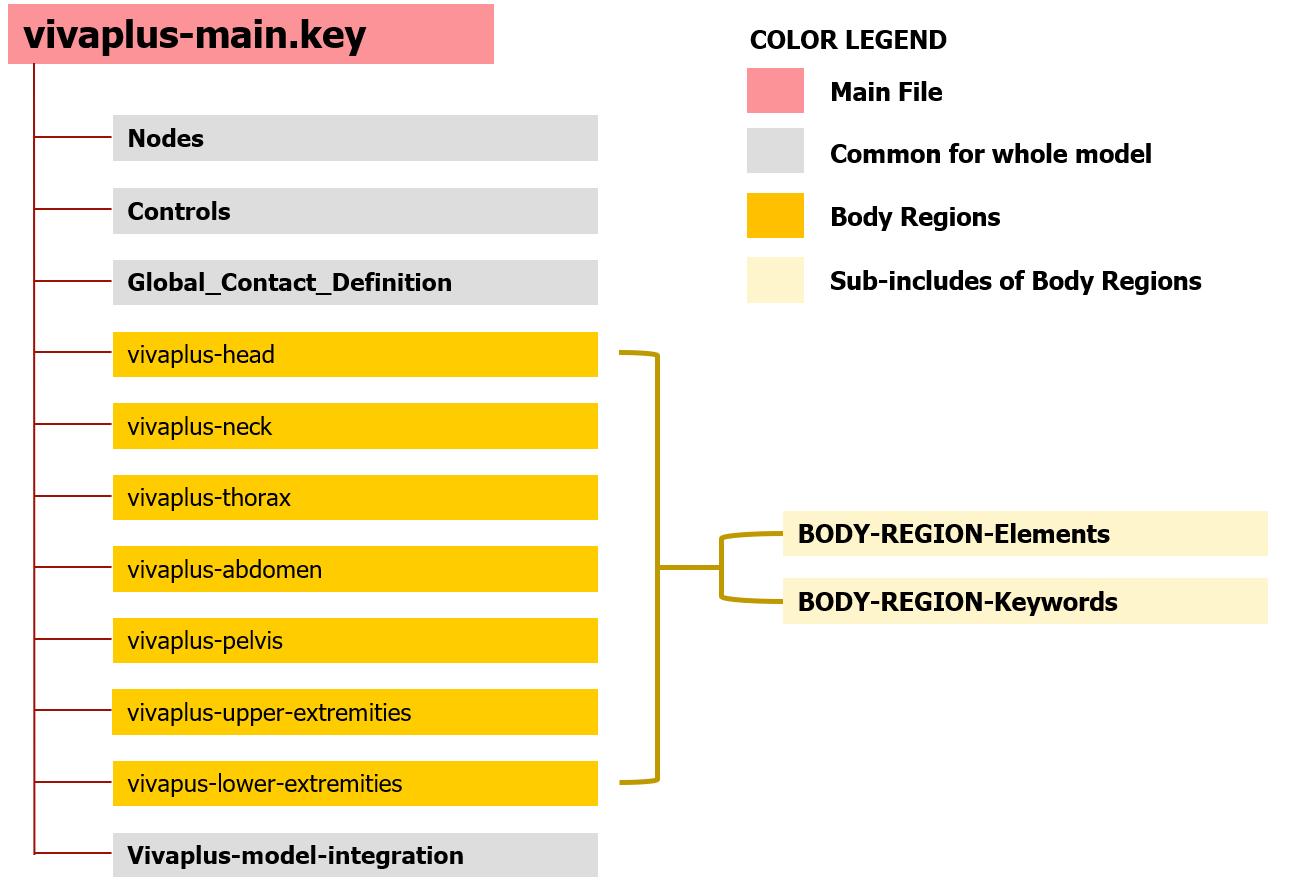 vivaplus-main.key
Nodes
Controls
Global_Contact_Definition
vivaplus-head
vivaplus-neck
vivaplus-thorax
vivaplus-abdomen
vivaplus-pelvis
vivaplus-upper-extremities
vivapus-lower-extremities
Vivaplus-model-integration
COLOR LEGEND
Main File
Common for whole model
Body Regions
Sub-includes of Body Regions
BODY-REGION-Elements
BODY-REGION-Keywords